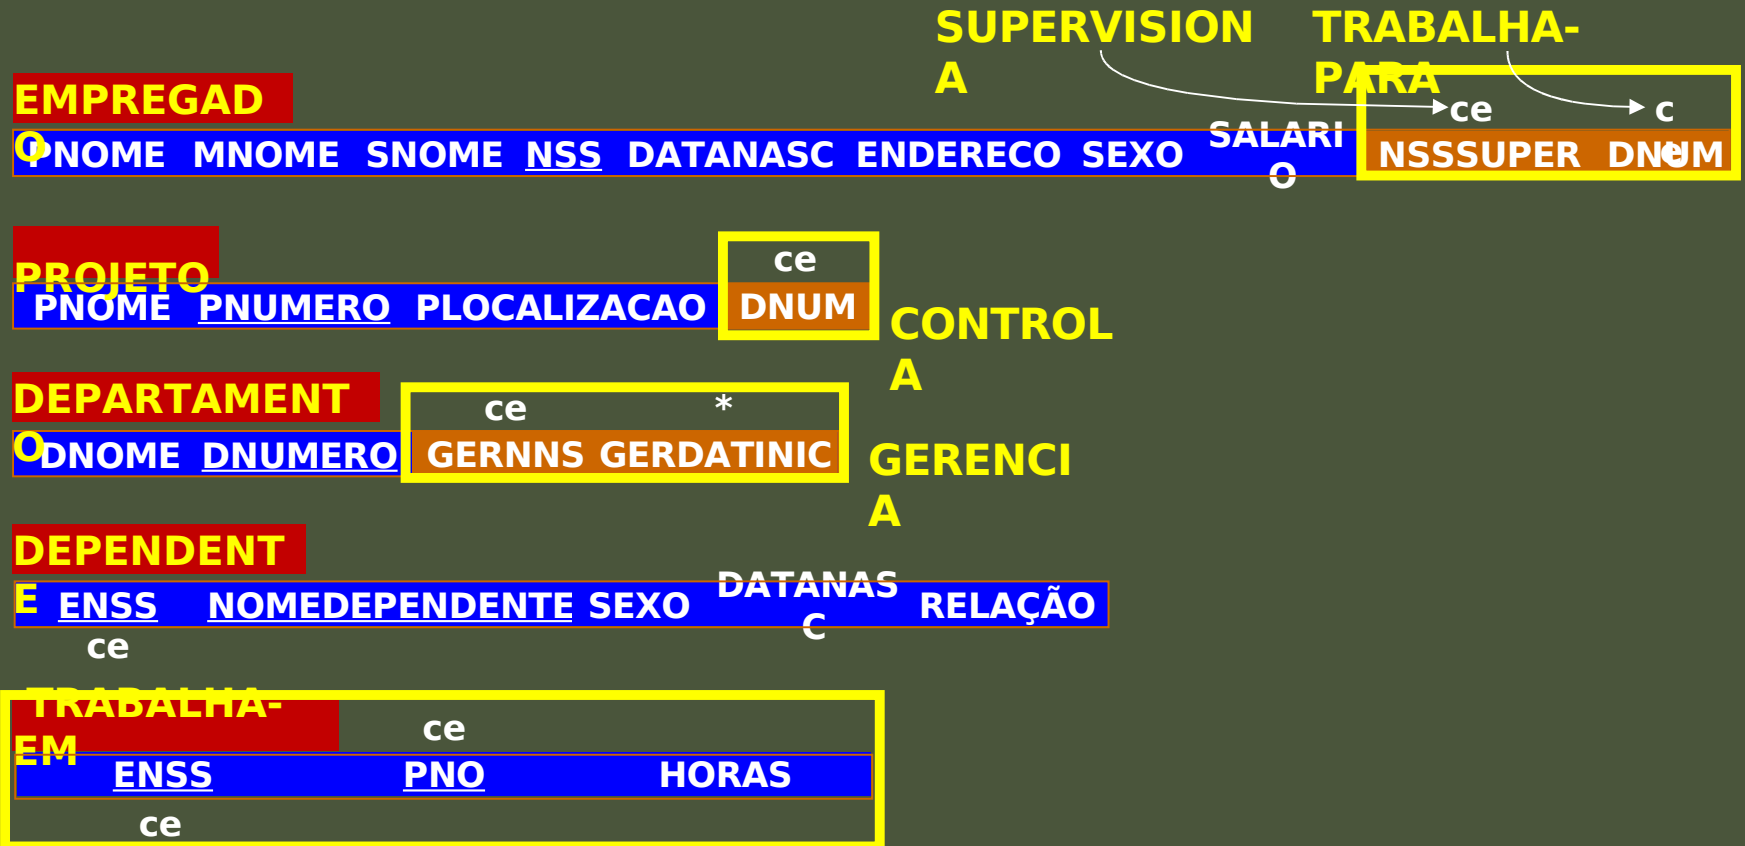 SUPERVISION
A
TRABALHA-
PARA
EMPREGAD
O
ce
c
e
PNOME MNOME SNOME NSS DATANASC ENDERECO SEXO SALARI
O
NSSSUPER DNUM
PROJETO
ce
PNOME PNUMERO PLOCALIZACAO DNUM
CONTROL
A
DEPARTAMENT
O
ce *
DNOME DNUMERO GERNNS GERDATINIC
GERENCI
A
DEPENDENT
E
ENSS NOMEDEPENDENTE SEXO DATANAS
C
RELAÇÃO
ce
TRABALHA-
EM
ce
ENSS PNO HORAS
ce